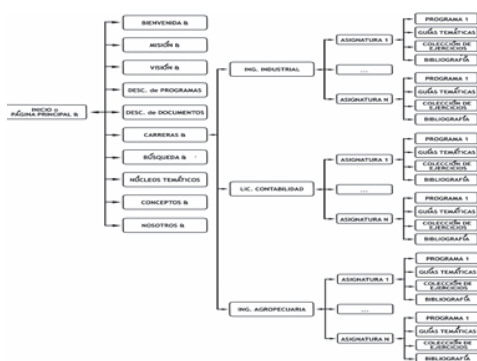 INICIO o
PÁGINA PRINCIPAL &
BIENVENIDA &
MISIÓN &
VISIÓN &
DESC. de PROGRAMAS
DESC. de DOCUMENTOS
CARRERAS &
BÚSQUEDA &
NÚCLEOS TEMÁTICOS
CONCEPTOS &
NOSOTROS &
ING. INDUSTRIAL
ASIGNATURA 1
PROGRAMA 1
GUÍAS TEMÁTICAS
COLECCIÓN DE
EJERCICIOS
BIBLIOGRAFÍA
...
ASIGNATURA N
PROGRAMA 1
GUÍAS TEMÁTICAS
COLECCIÓN DE
EJERCICIOS
BIBLIOGRAFÍA
LIC. CONTABILIDAD
ASIGNATURA 1
PROGRAMA 1
GUÍAS TEMÁTICAS
COLECCIÓN DE
EJERCICIOS
BIBLIOGRAFÍA
...
ASIGNATURA N
PROGRAMA 1
GUÍAS TEMÁTICAS
COLECCIÓN DE
EJERCICIOS
BIBLIOGRAFÍA
ING. AGROPECUARIA
ASIGNATURA 1
PROGRAMA 1
GUÍAS TEMÁTICAS
COLECCIÓN DE
EJERCICIOS
BIBLIOGRAFÍA
...
ASIGNATURA N
PROGRAMA 1
GUÍAS TEMÁTICAS
COLECCIÓN DE
EJERCICIOS
BIBLIOGRAFÍA